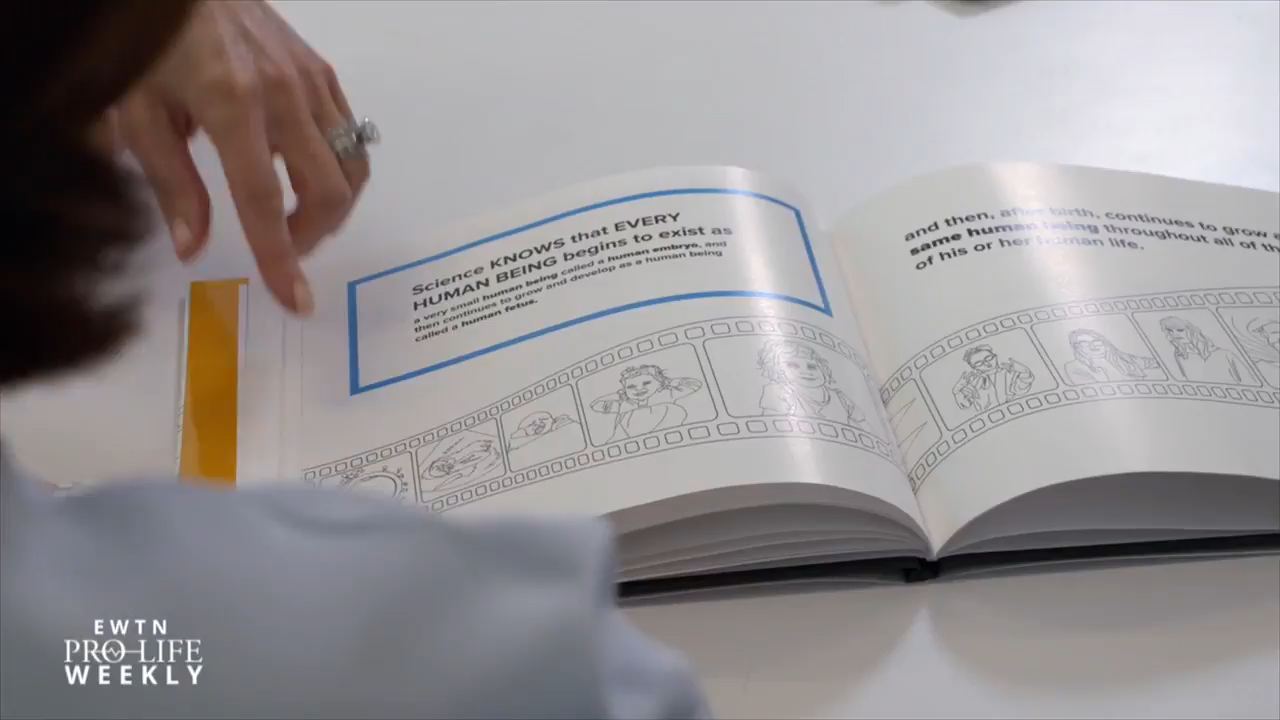 Science KNOWS that EVERY
HUMAN BEING begins to exist as
a very small human being called a human embryo, and
then continues to grow and develop as a human being
called a human fetus.
and then, after birth, continues to grow
same human being throughout all of
of his or her human life.
EWTN
PRO-LIFE
WEEKLY